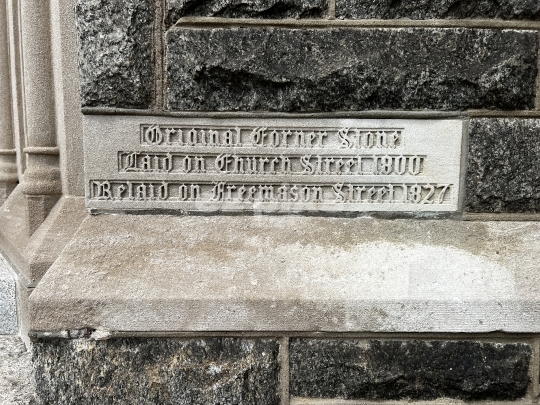 Original Corner Stone
Laid on Church Street 1800
Relaid on Freemason Street 1827